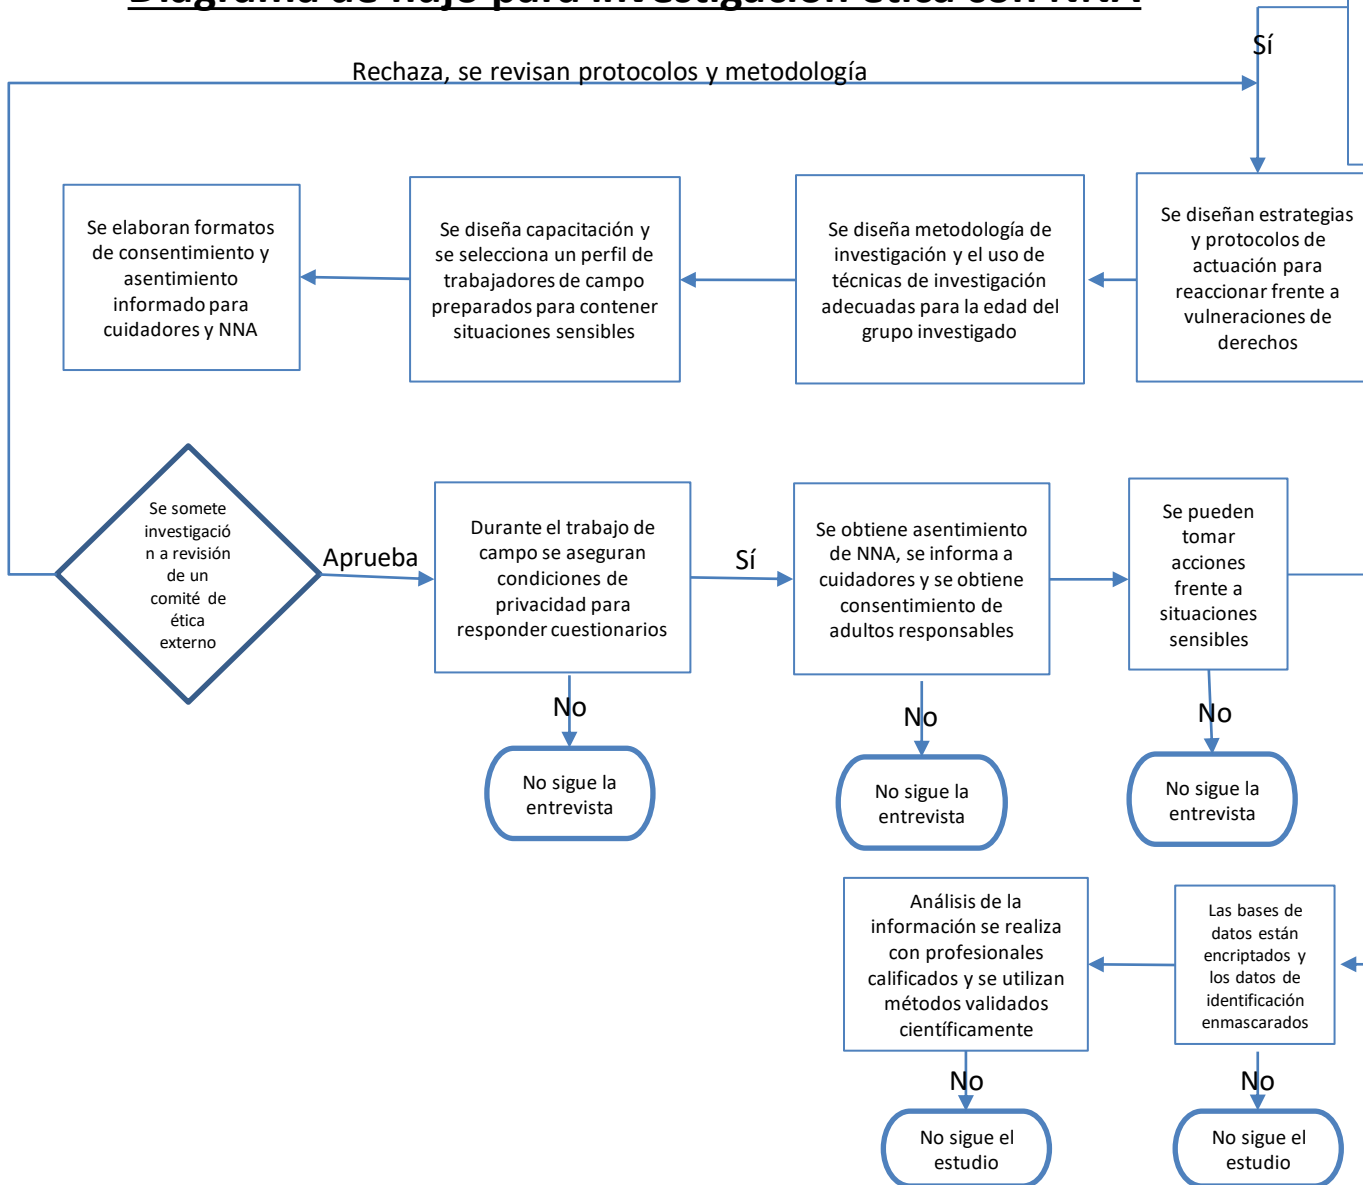 Diagrama de flujo para investigación ética con NNA
Sí
Rechaza, se revisan protocolos y metodología
Se elaboran formatos
de consentimiento y
asentimiento
informado para
cuidadores y NNA
Se diseña capacitación y
se selecciona un perfil de
trabajadores de campo
preparados para contener
situaciones sensibles
Se diseña metodología de
investigación y el uso de
técnicas de investigación
adecuadas para la edad del
grupo investigado
Se diseñan estrategias
y protocolos de
actuación para
reaccionar frente a
vulneraciones de
derechos
Se somete
investigació
n a revisión
de un
comité de
ética
externo
Aprueba
Durante el trabajo de
campo se aseguran
condiciones de
privacidad para
responder cuestionarios
Sí
Se obtiene asentimiento
de NNA, se informa a
cuidadores y se obtiene
consentimiento de
adultos responsables
Se pueden
tomar
acciones
frente a
situaciones
sensibles
No
No
No
No sigue la
entrevista
No sigue la
entrevista
No sigue la
entrevista
Análisis de la
información se realiza
con profesionales
calificados y se utilizan
métodos validados
científicamente
Las bases de
datos están
encriptados y
los datos de
identificación
enmascarados
No
No
No sigue el
estudio
No sigue el
estudio